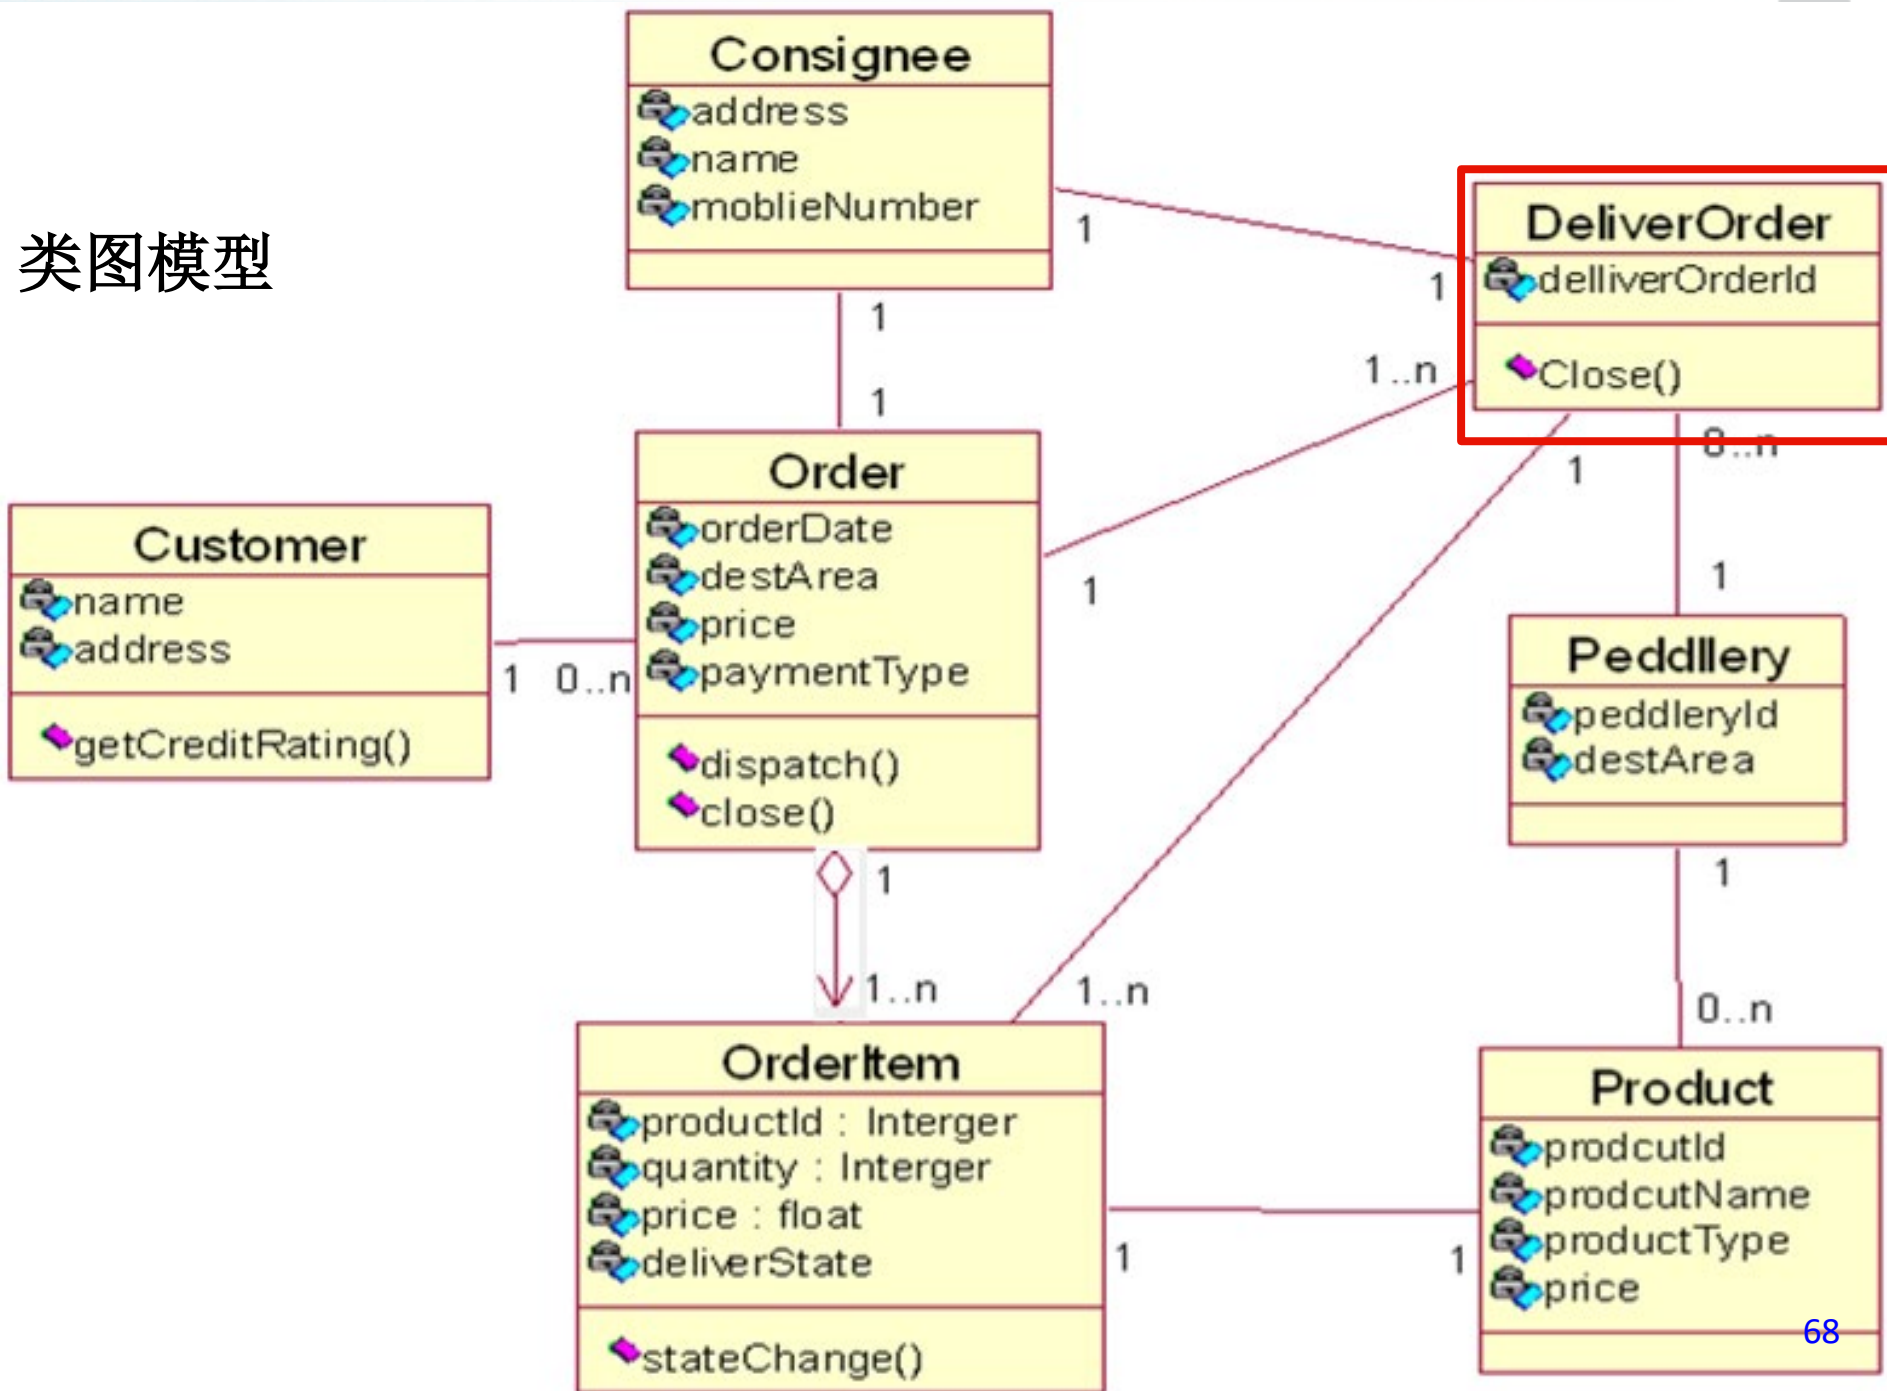 类图模型
Consignee
address
name
moblieNumber
1
1
DeliverOrder
delliverOrderId
Close()
1
1
1..n
1
1
0..n
1
Order
orderDate
destArea
price
paymentType
dispatch()
close()
Customer
name
address
getCreditRating()
1
0..n
Peddllery
peddleryId
destArea
1
1..n
1..n
1
0..n
OrderItem
productId : Interger
quantity : Interger
price : float
deliverState
stateChange()
1
1
Product
prodcutId
prodcutName
productType
price
68